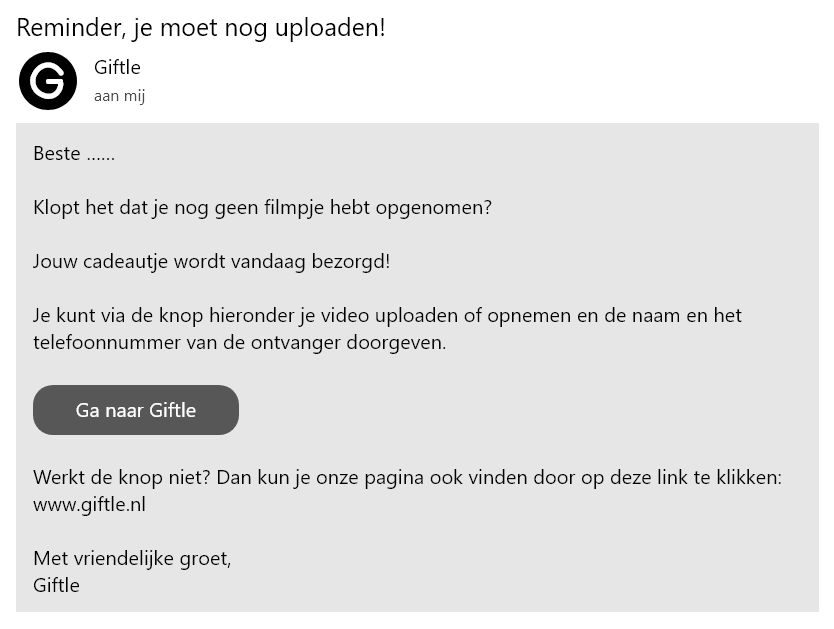 Reminder, je moet nog uploaden!
G
Giftle
aan mij
Beste ......
Klopt het dat je nog geen filmpje hebt opgenomen?
Jouw cadeautje wordt vandaag bezorgd!
Je kunt via de knop hieronder je video uploaden of opnemen en de naam en het
telefoonnummer van de ontvanger doorgeven.
Ga naar Giftle
Werkt de knop niet? Dan kun je onze pagina ook vinden door op deze link te klikken:
www.giftle.nl
Met vriendelijke groet,
Giftle